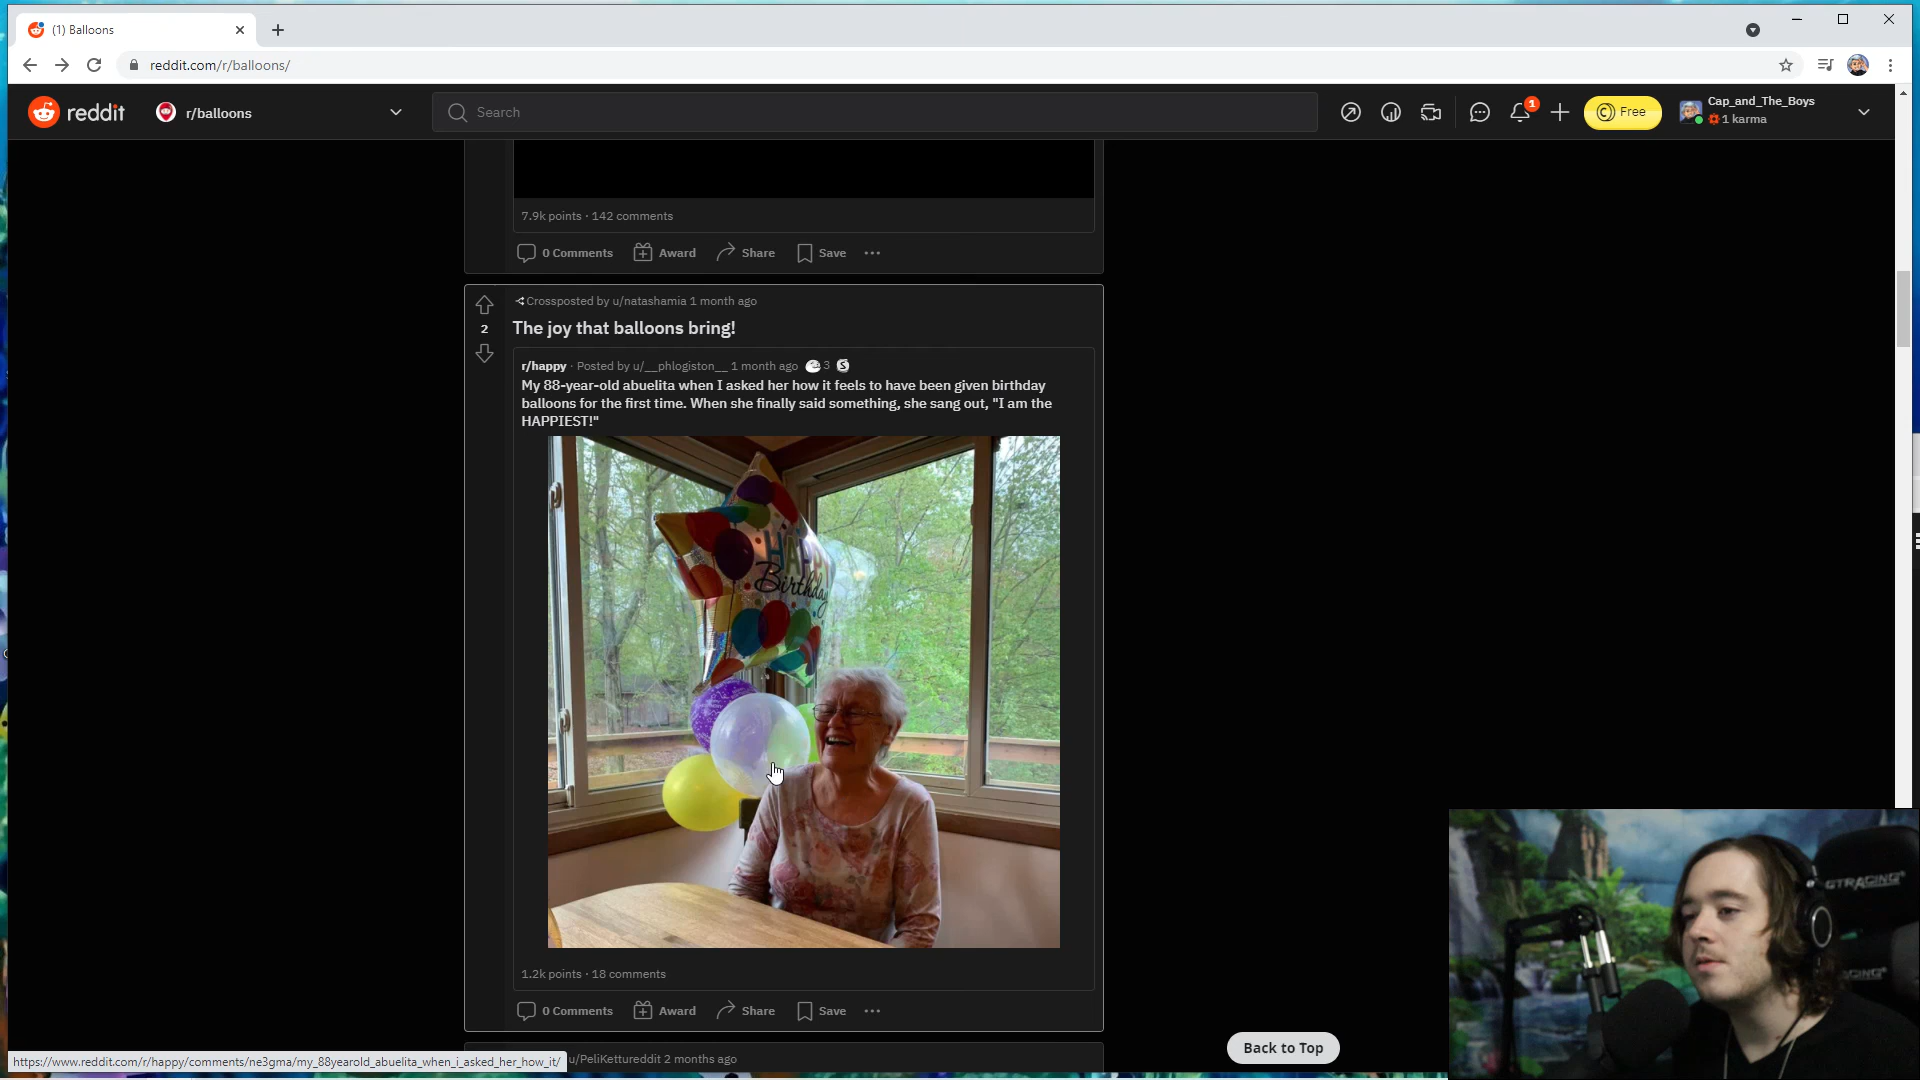 (1) Balloons
reddit.com/r/balloons/
reddit
r/balloons
Search
1
Free
Cap_and_The_Boys
1 karma
7.9k points · 142 comments
0 Comments Award Share Save
Crossposted by u/natashamia 1 month ago
2
The joy that balloons bring!
r/happy · Posted by u/__phlogiston__ 1 month ago 3 S
My 88-year-old abuelita when I asked her how it feels to have been given birthday
balloons for the first time. When she finally said something, she sang out, "I am the
HAPPIEST!"
HAPPY
Birthday
GTRACING
1.2k points · 18 comments
0 Comments Award Share Save
Back to Top
u/PeliKettureddit 2 months ago
https://www.reddit.com/r/happy/comments/ne3gma/my_88yearold_abuelita_when_i_asked_her_how_it/